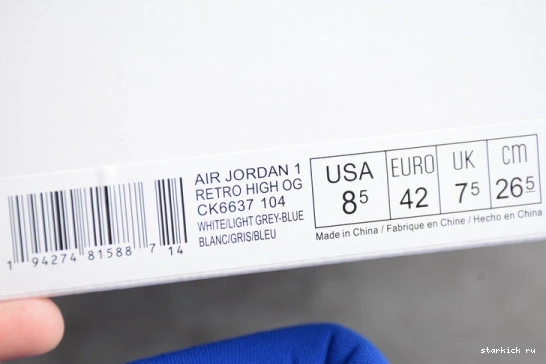 AIR JORDAN 1
RETRO HIGH OG
CK6637 104
WHITE/LIGHT GREY-BLUE
BLANC/GRIS/BLEU
1 94274 81588 7 14
USA EURO UK cm
8⁵ 42 7⁵ 26⁵
Made in China / Fabrique en Chine / Hecho en China
starkick ru